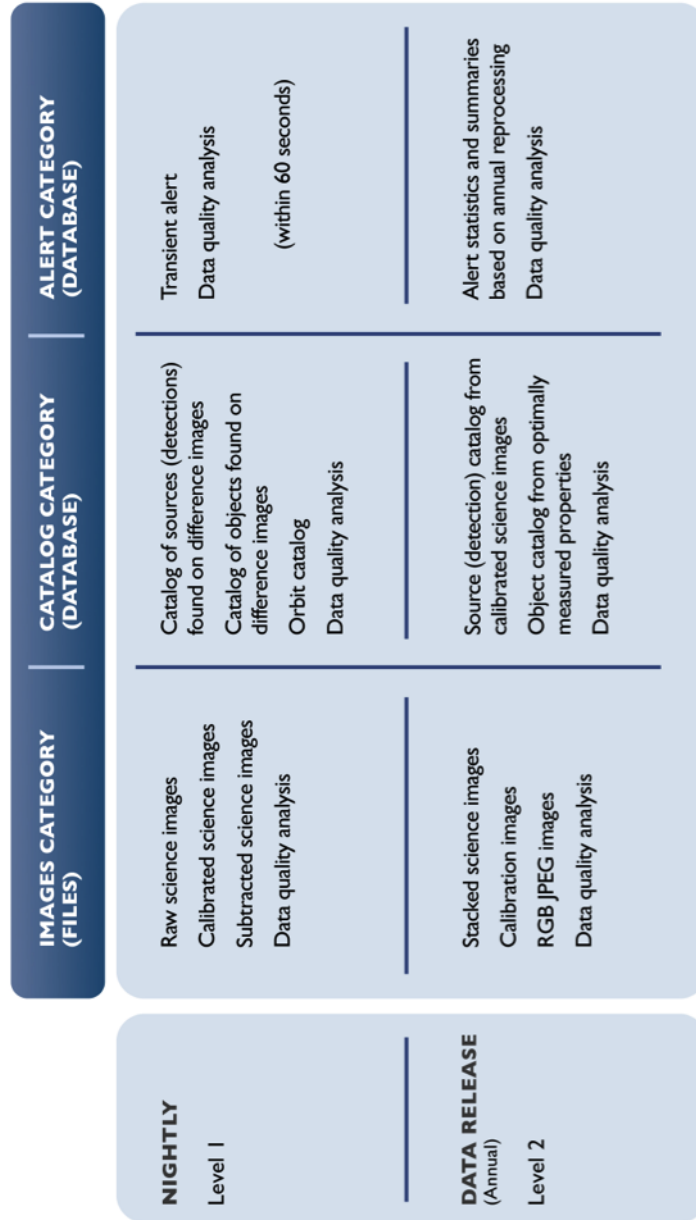 IMAGES CATEGORY
(FILES)
CATALOG CATEGORY
(DATABASE)
ALERT CATEGORY
(DATABASE)
NIGHTLY
Level 1
Raw science images
Calibrated science images
Subtracted science images
Data quality analysis
Catalog of sources (detections)
found on difference images
Catalog of objects found on
difference images
Orbit catalog
Data quality analysis
Transient alert
Data quality analysis
(within 60 seconds)
DATA RELEASE
(Annual)
Level 2
Stacked science images
Calibration images
RGB JPEG images
Data quality analysis
Source (detection) catalog from
calibrated science images
Object catalog from optimally
measured properties
Data quality analysis
Alert statistics and summaries
based on annual reprocessing
Data quality analysis